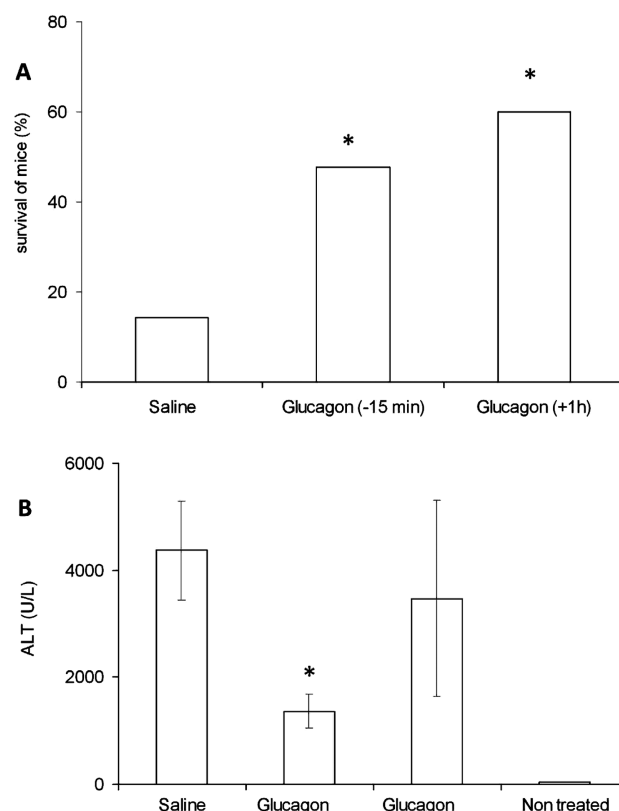 80
A
*
60
*
survival of mice (%)
40
20
0
Saline Glucagon (-15 min) Glucagon (+1h)
6000
B
ALT (U/L)
4000
*
2000
0
Saline Glucagon Glucagon Non treated